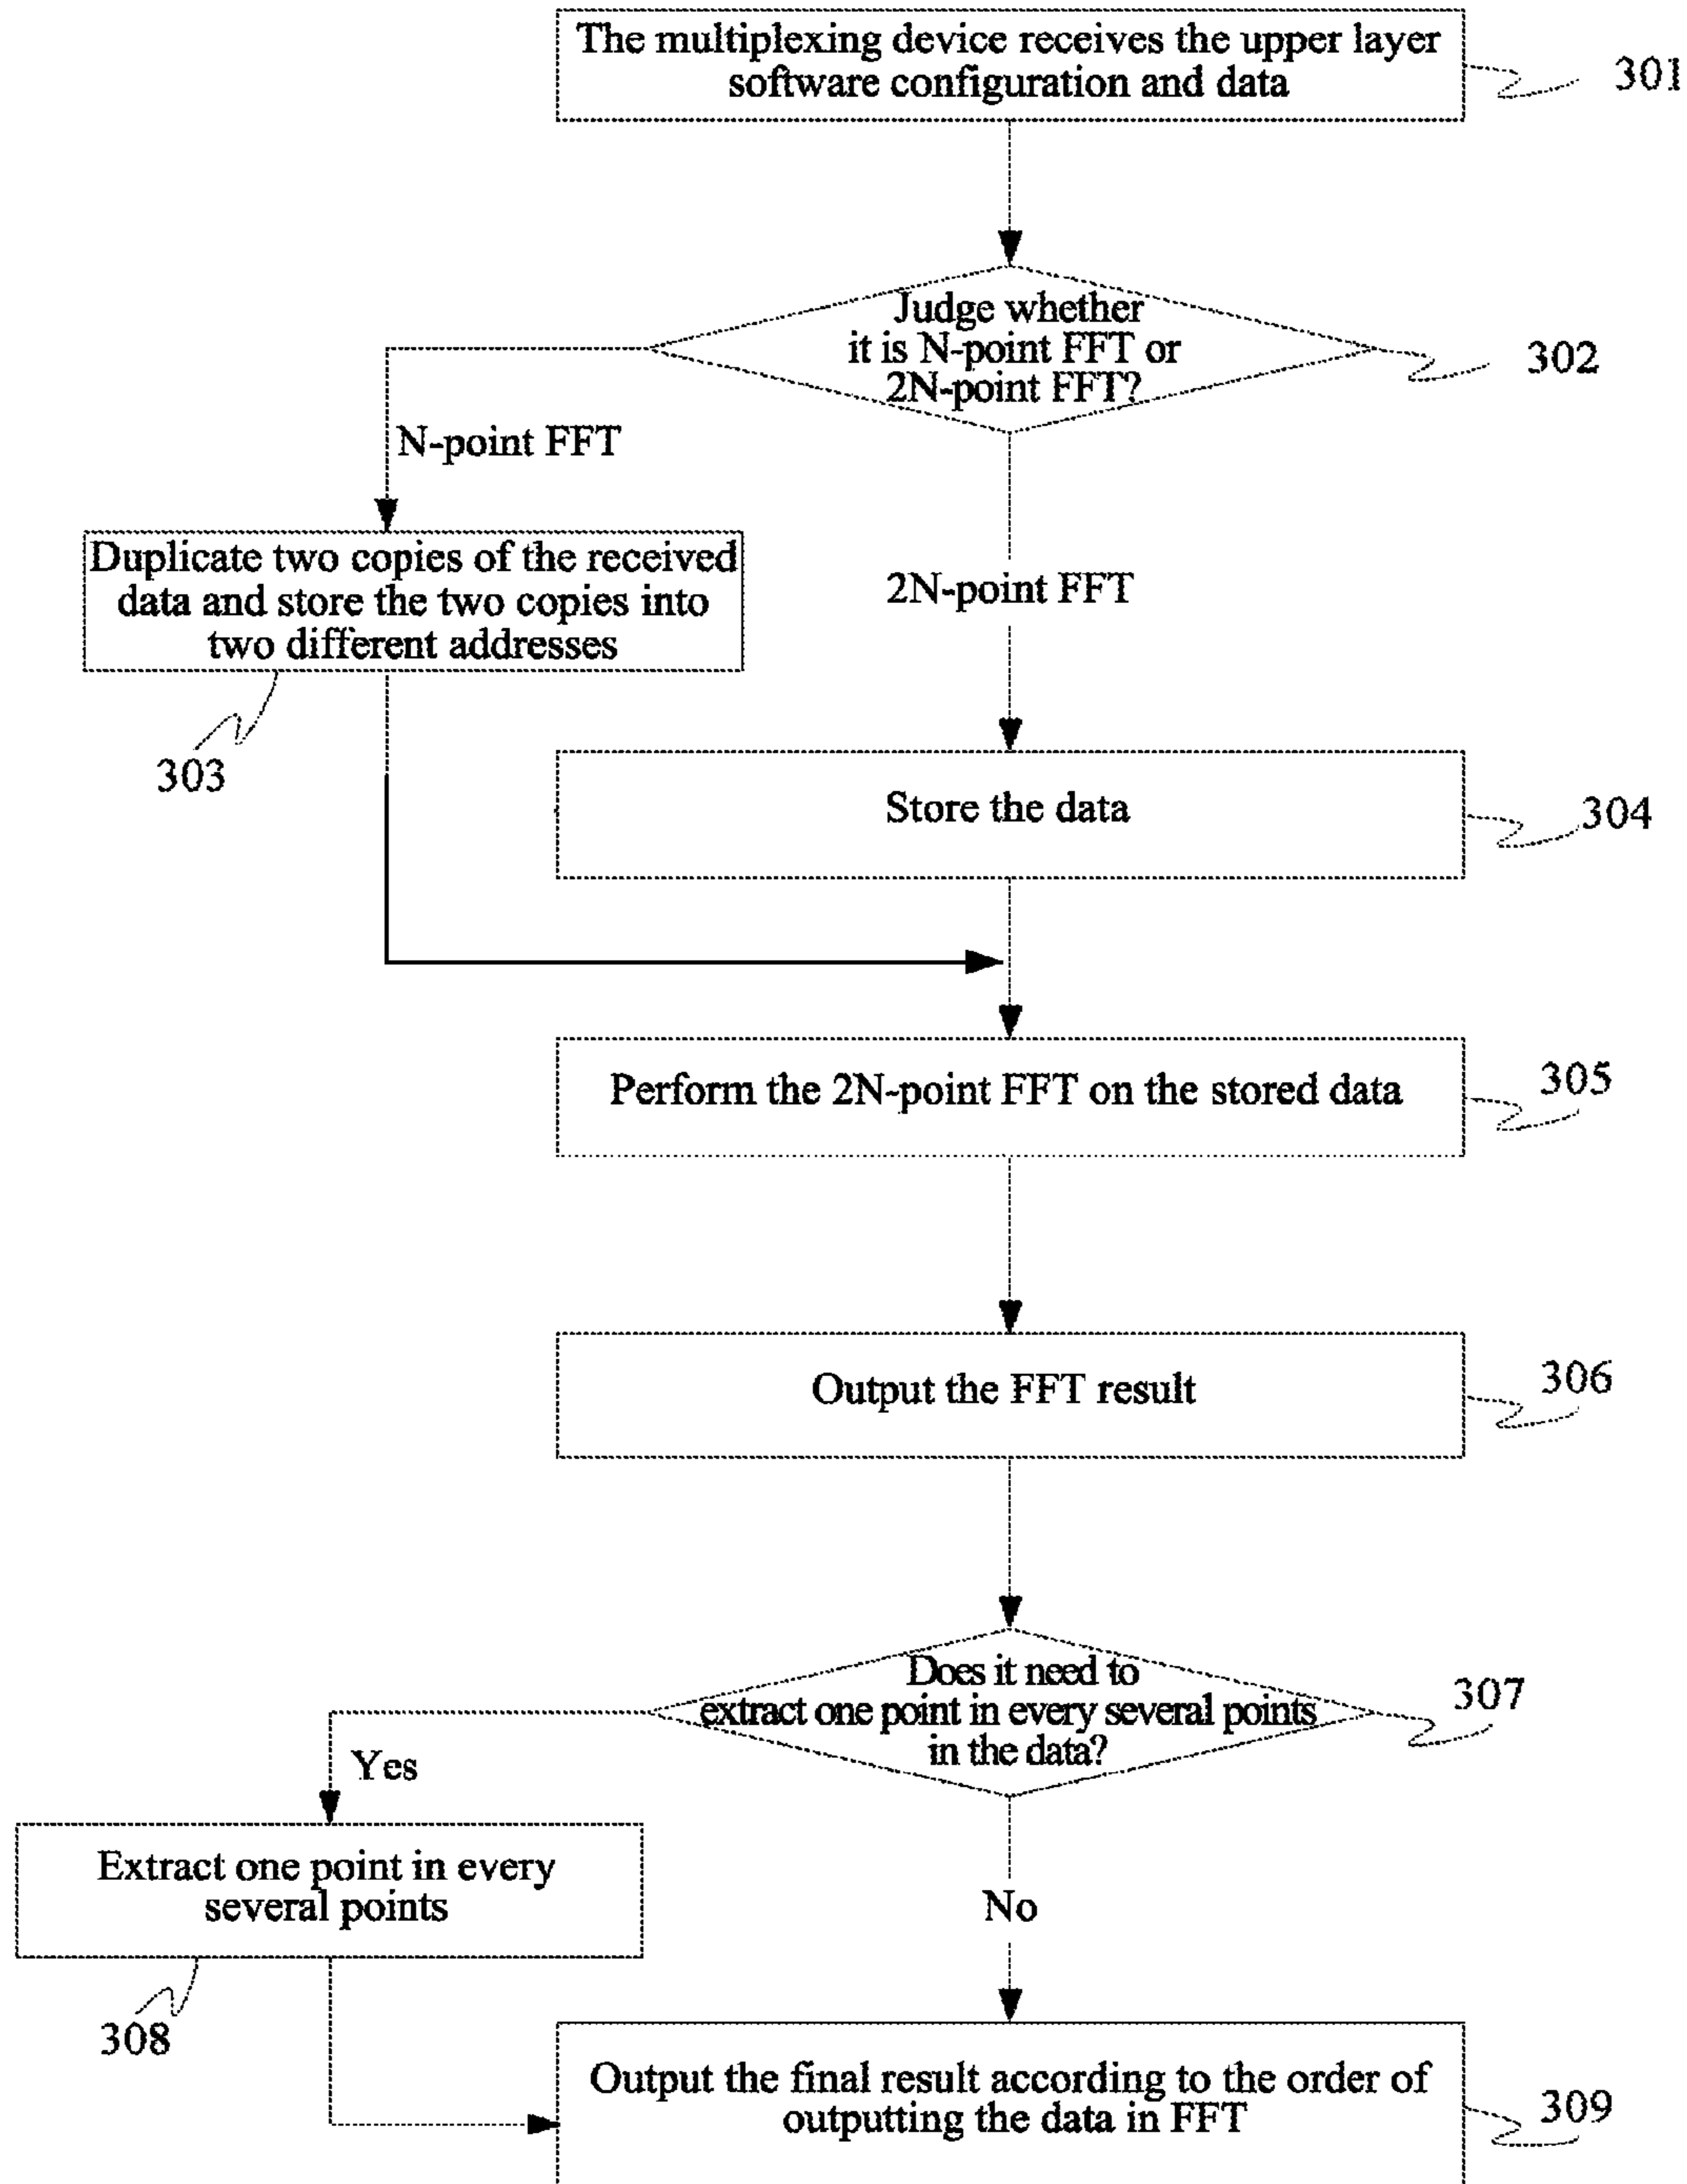 The multiplexing device receives the upper layer
software configuration and data
301
Judge whether
it is N-point FFT or
2N-point FFT?
302
N-point FFT
Duplicate two copies of the received
data and store the two copies into
two different addresses
303
2N-point FFT
Store the data
304
Perform the 2N-point FFT on the stored data
305
Output the FFT result
306
Does it need to
extract one point in every several points
in the data?
307
Yes
Extract one point in every
several points
308
No
Output the final result according to the order of
outputting the data in FFT
309